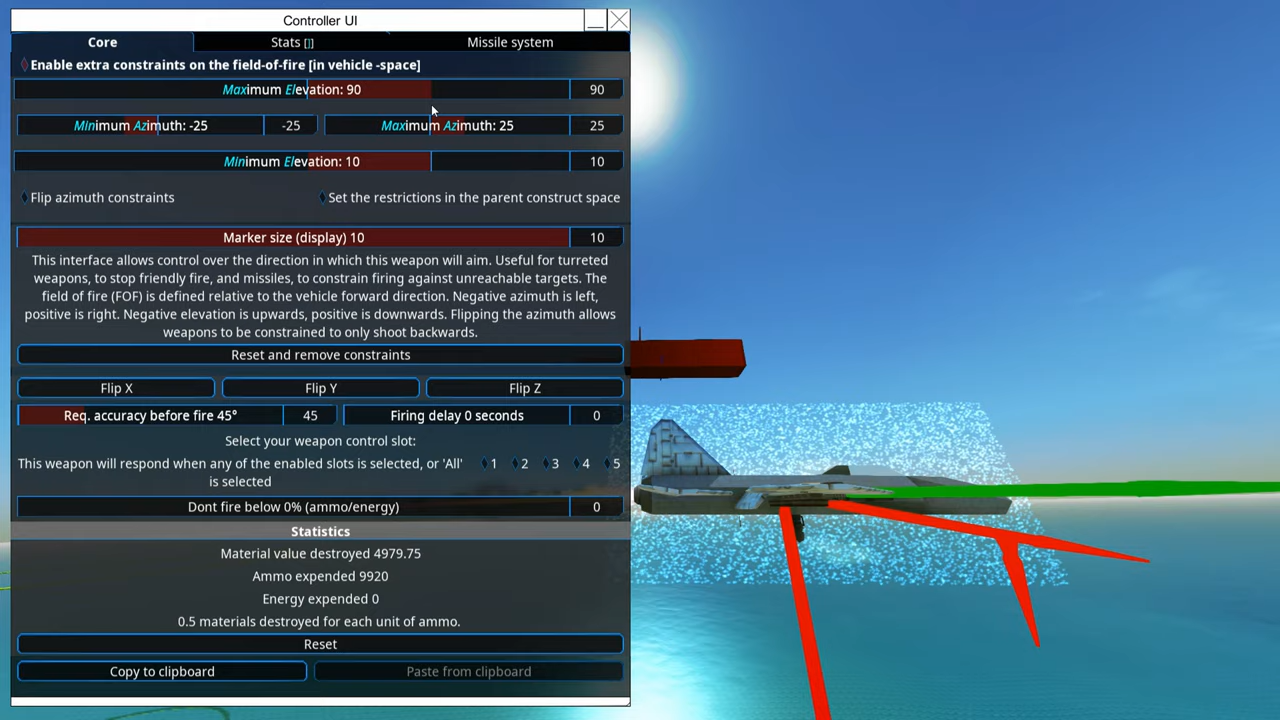 Controller UI
Core
Stats []]
Missile system
Enable extra constraints on the field-of-fire [in vehicle -space]
Maximum Elevation: 90
90
Minimum Azimuth: -25
-25
Maximum Azimuth: 25
25
Minimum Elevation: 10
10
Flip azimuth constraints
Set the restrictions in the parent construct space
Marker size (display) 10
10
This interface allows control over the direction in which this weapon will aim. Useful for turreted
weapons, to stop friendly fire, and missiles, to constrain firing against unreachable targets. The
field of fire (FOF) is defined relative to the vehicle forward direction. Negative azimuth is left,
positive is right. Negative elevation is upwards, positive is downwards. Flipping the azimuth allows
weapons to be constrained to only shoot backwards.
Reset and remove constraints
Flip X
Flip Y
Flip Z
Req. accuracy before fire 45°
45
Firing delay 0 seconds
0
Select your weapon control slot:
This weapon will respond when any of the enabled slots is selected, or 'All'
is selected
1
2
3
4
5
Dont fire below 0% (ammo/energy)
0
Statistics
Material value destroyed 4979.75
Ammo expended 9920
Energy expended 0
0.5 materials destroyed for each unit of ammo.
Reset
Copy to clipboard
Paste from clipboard